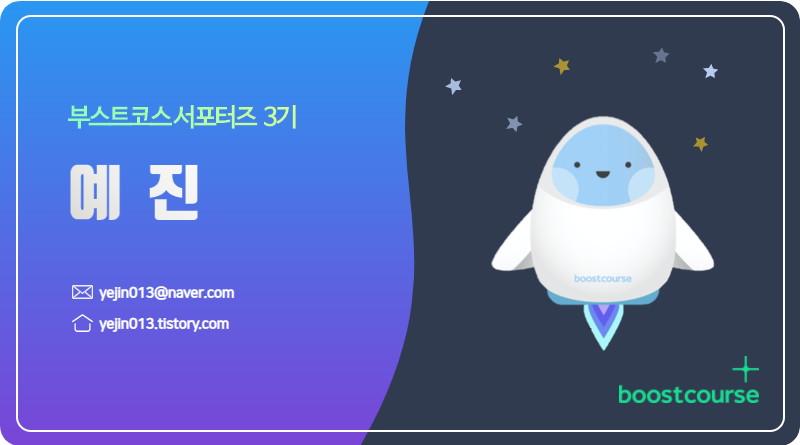 부스트코스 서포터즈 3기
예 진
yejin013@naver.com
yejin013.tistory.com
boostcourse
boostcourse